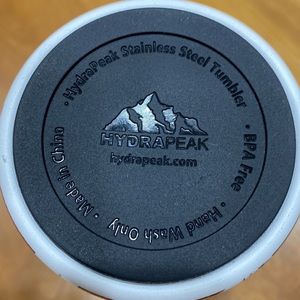 · HydraPeak Stainless Steel Tumbler · BPA Free · Hand Wash Only · Made In China
HYDRAPEAK
hydrapeak.com